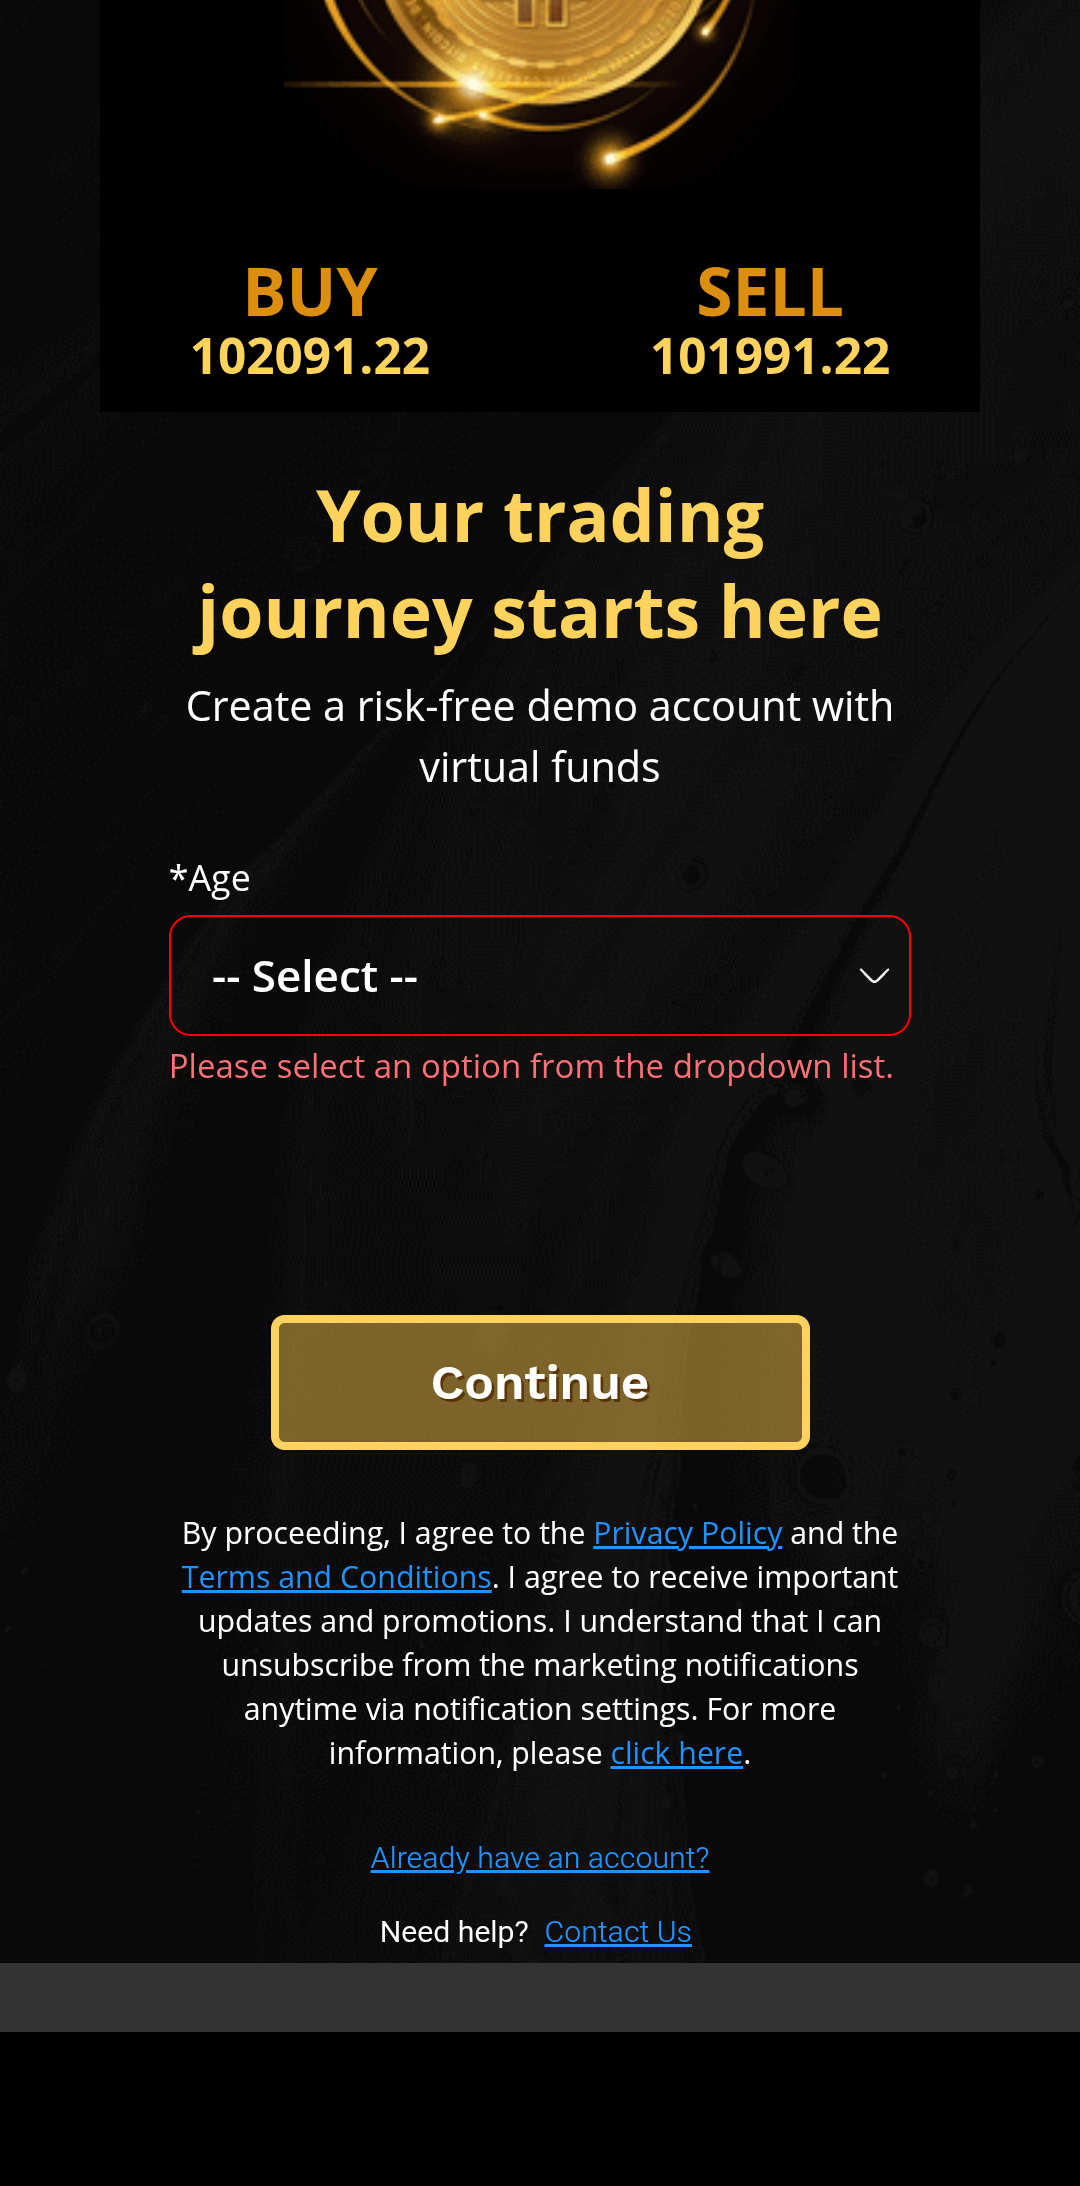 BUY
102091.22
SELL
101991.22
Your trading
journey starts here
Create a risk-free demo account with
virtual funds
*Age
-- Select --
Please select an option from the dropdown list.
Continue
By proceeding, I agree to the Privacy Policy and the
Terms and Conditions. I agree to receive important
updates and promotions. I understand that I can
unsubscribe from the marketing notifications
anytime via notification settings. For more
information, please click here.
Already have an account?
Need help? Contact Us